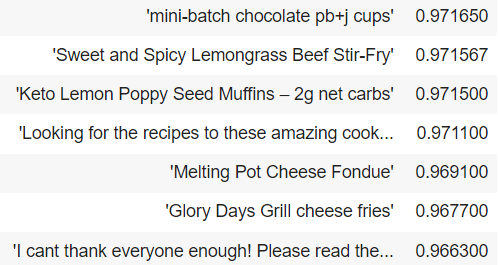 'mini-batch chocolate pb+j cups' 0.971650
'Sweet and Spicy Lemongrass Beef Stir-Fry' 0.971567
'Keto Lemon Poppy Seed Muffins – 2g net carbs' 0.971500
'Looking for the recipes to these amazing cook... 0.971100
'Melting Pot Cheese Fondue' 0.969100
'Glory Days Grill cheese fries' 0.967700
'I cant thank everyone enough! Please read the... 0.966300